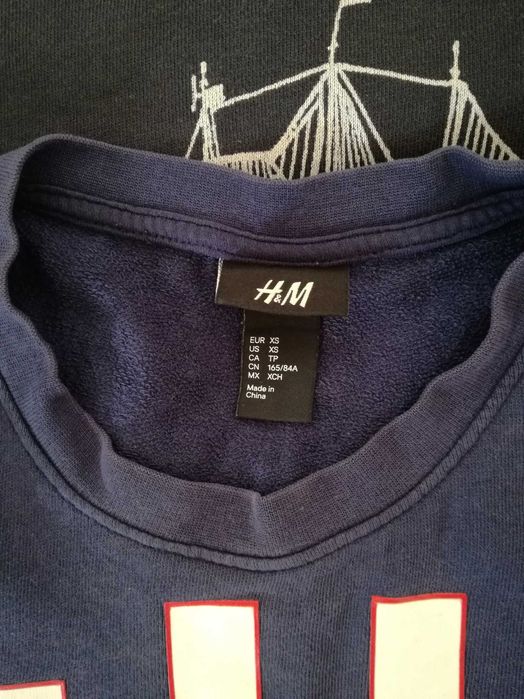 H&M
EUR XS
US XS
CA TP
CN 165/84A
MX XCH
Made in
China